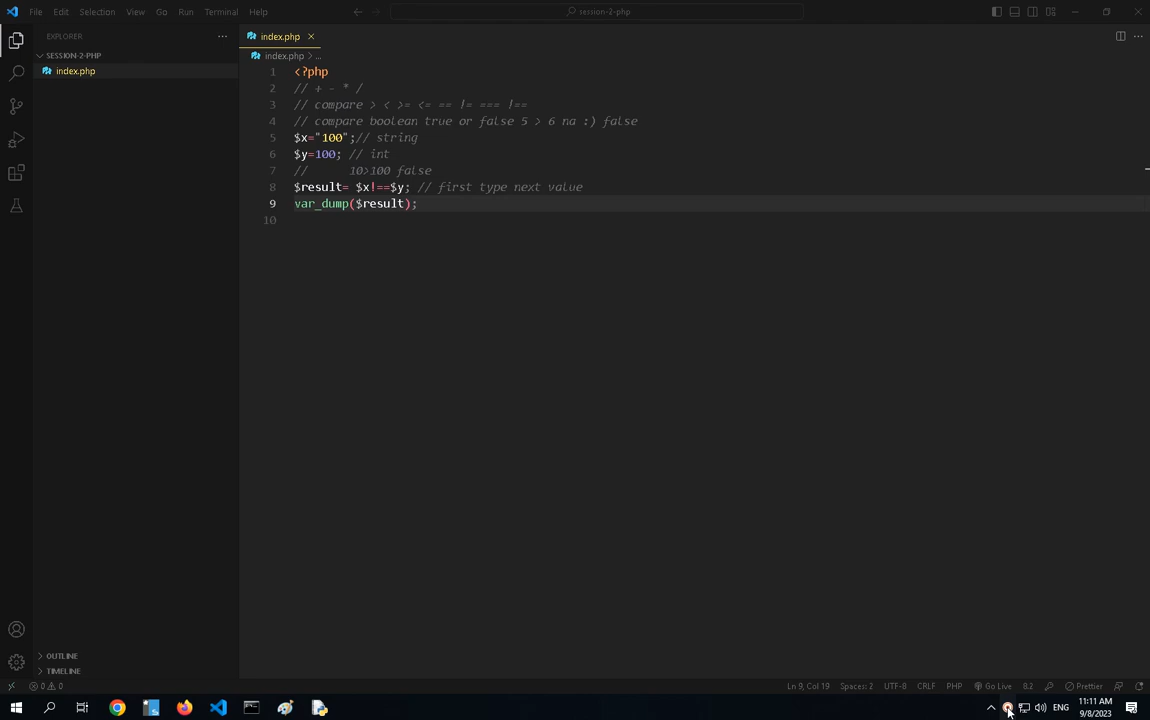 File Edit Selection View Go Run Terminal Help
session-2-php
EXPLORER
SESSION-2-PHP
index.php
index.php
index.php > ...
1 <?php
2 // + - * /
3 // compare > < >= <= == != === !==
4 // compare boolean true or false 5 > 6 na :) false
5 $x="100";// string
6 $y=100; // int
7 //      10>100 false
8 $result= $x!==$y; // first type next value
9 var_dump($result);
10
OUTLINE
TIMELINE
0 0
Ln 9, Col 19 Spaces: 2 UTF-8 CRLF PHP Go Live 8.2 Prettier
ENG
11:11 AM
9/8/2023